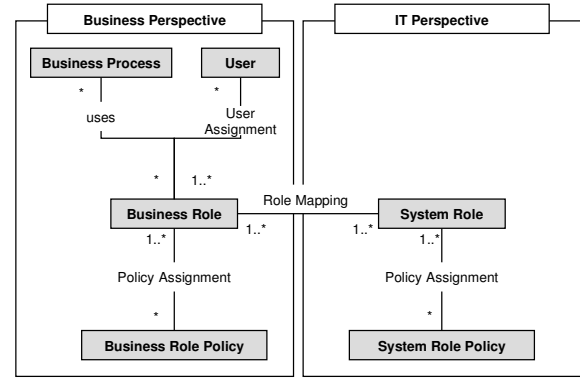 Business Perspective
IT Perspective
Business Process
User
*
*
uses
User
Assignment
*
1..*
Role Mapping
Business Role
System Role
1..*
1..*
1..*
1..*
Policy Assignment
Policy Assignment
*
*
Business Role Policy
System Role Policy